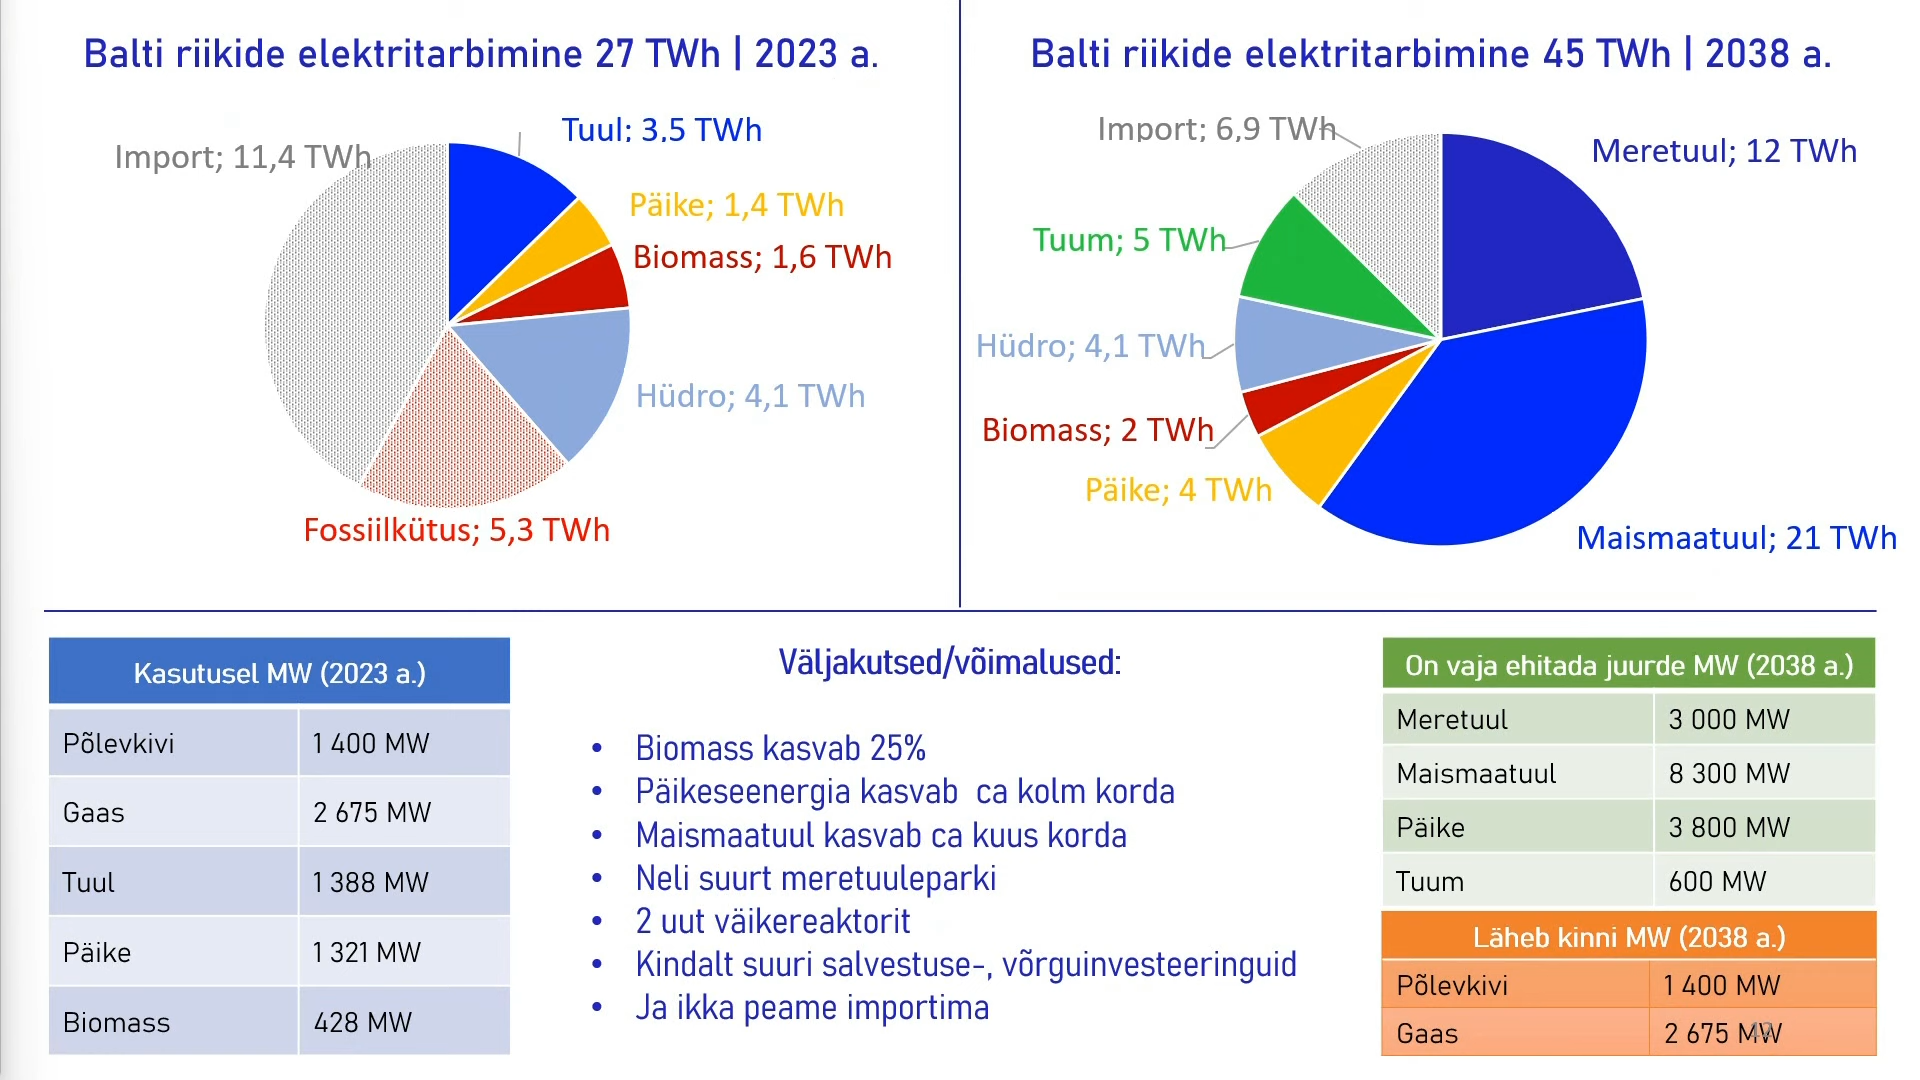 Balti riikide elektritarbimine 27 TWh | 2023 a.
Import; 11,4 TWh
Tuul; 3,5 TWh
Päike; 1,4 TWh
Biomass; 1,6 TWh
Hüdro; 4,1 TWh
Fossiilkütus; 5,3 TWh
Balti riikide elektritarbimine 45 TWh | 2038 a.
Import; 6,9 TWh
Meretuul; 12 TWh
Tuum; 5 TWh
Hüdro; 4,1 TWh
Biomass; 2 TWh
Päike; 4 TWh
Maismaatuul; 21 TWh
Kasutusel MW (2023 a.)
Põlevkivi 1 400 MW
Gaas 2 675 MW
Tuul 1 388 MW
Päike 1 321 MW
Biomass 428 MW
Väljakutsed/võimalused:
• Biomass kasvab 25%
• Päikeseenergia kasvab ca kolm korda
• Maismaatuul kasvab ca kuus korda
• Neli suurt meretuuleparki
• 2 uut väikereaktorit
• Kindalt suuri salvestuse-, võrguinvesteeringuid
• Ja ikka peame importima
On vaja ehitada juurde MW (2038 a.)
Meretuul 3 000 MW
Maismaatuul 8 300 MW
Päike 3 800 MW
Tuum 600 MW
Läheb kinni MW (2038 a.)
Põlevkivi 1 400 MW
Gaas 2 675 MW
12